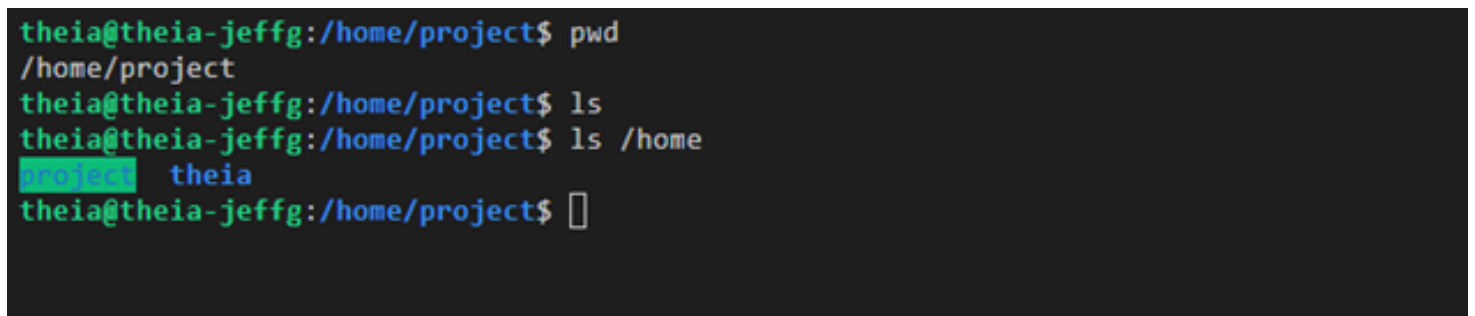 theia@theia-jeffg:/home/project$ pwd
/home/project
theia@theia-jeffg:/home/project$ ls
theia@theia-jeffg:/home/project$ ls /home
project  theia
theia@theia-jeffg:/home/project$